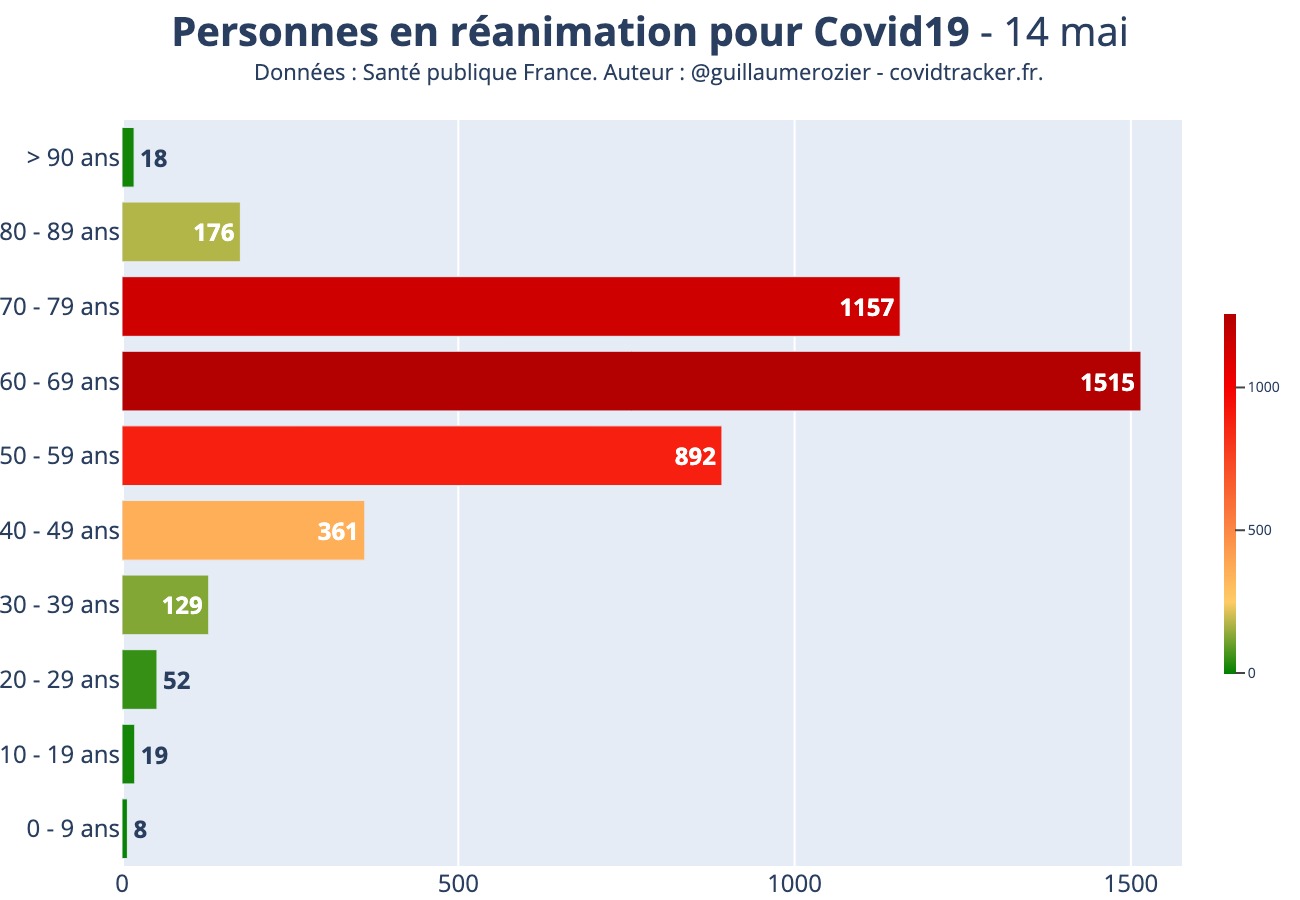 Personnes en réanimation pour Covid19 - 14 mai
Données : Santé publique France. Auteur : @guillaumerozier - covidtracker.fr.
> 90 ans 18
80 - 89 ans 176
70 - 79 ans 1157
60 - 69 ans 1515
50 - 59 ans 892
40 - 49 ans 361
30 - 39 ans 129
20 - 29 ans 52
10 - 19 ans 19
0 - 9 ans 8
0 500 1000 1500
1000
500
0